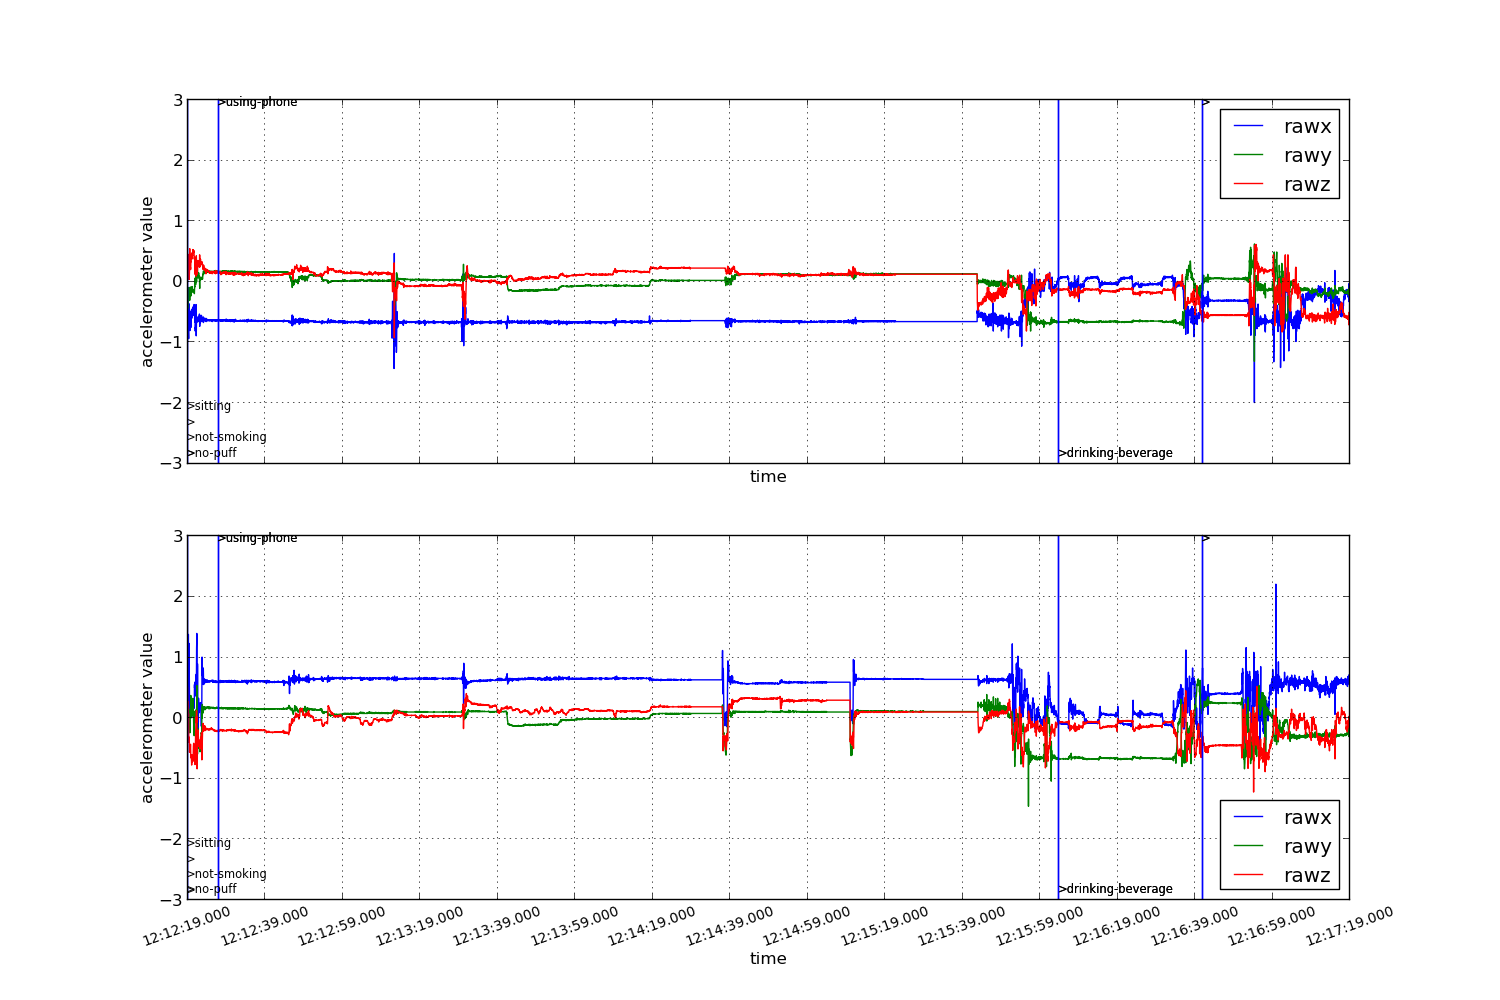 3
>using-phone
>
rawx
rawy
rawz
2
1
0
−1
−2
−3
accelerometer value
>sitting
>
>not-smoking
>no-puff
>drinking-beverage
time
3
>using-phone
>
2
1
0
−1
−2
−3
accelerometer value
>sitting
>
>not-smoking
>no-puff
>drinking-beverage
rawx
rawy
rawz
12:12:19.000
12:12:39.000
12:12:59.000
12:13:19.000
12:13:39.000
12:13:59.000
12:14:19.000
12:14:39.000
12:14:59.000
12:15:19.000
12:15:39.000
12:15:59.000
12:16:19.000
12:16:39.000
12:16:59.000
12:17:19.000
time